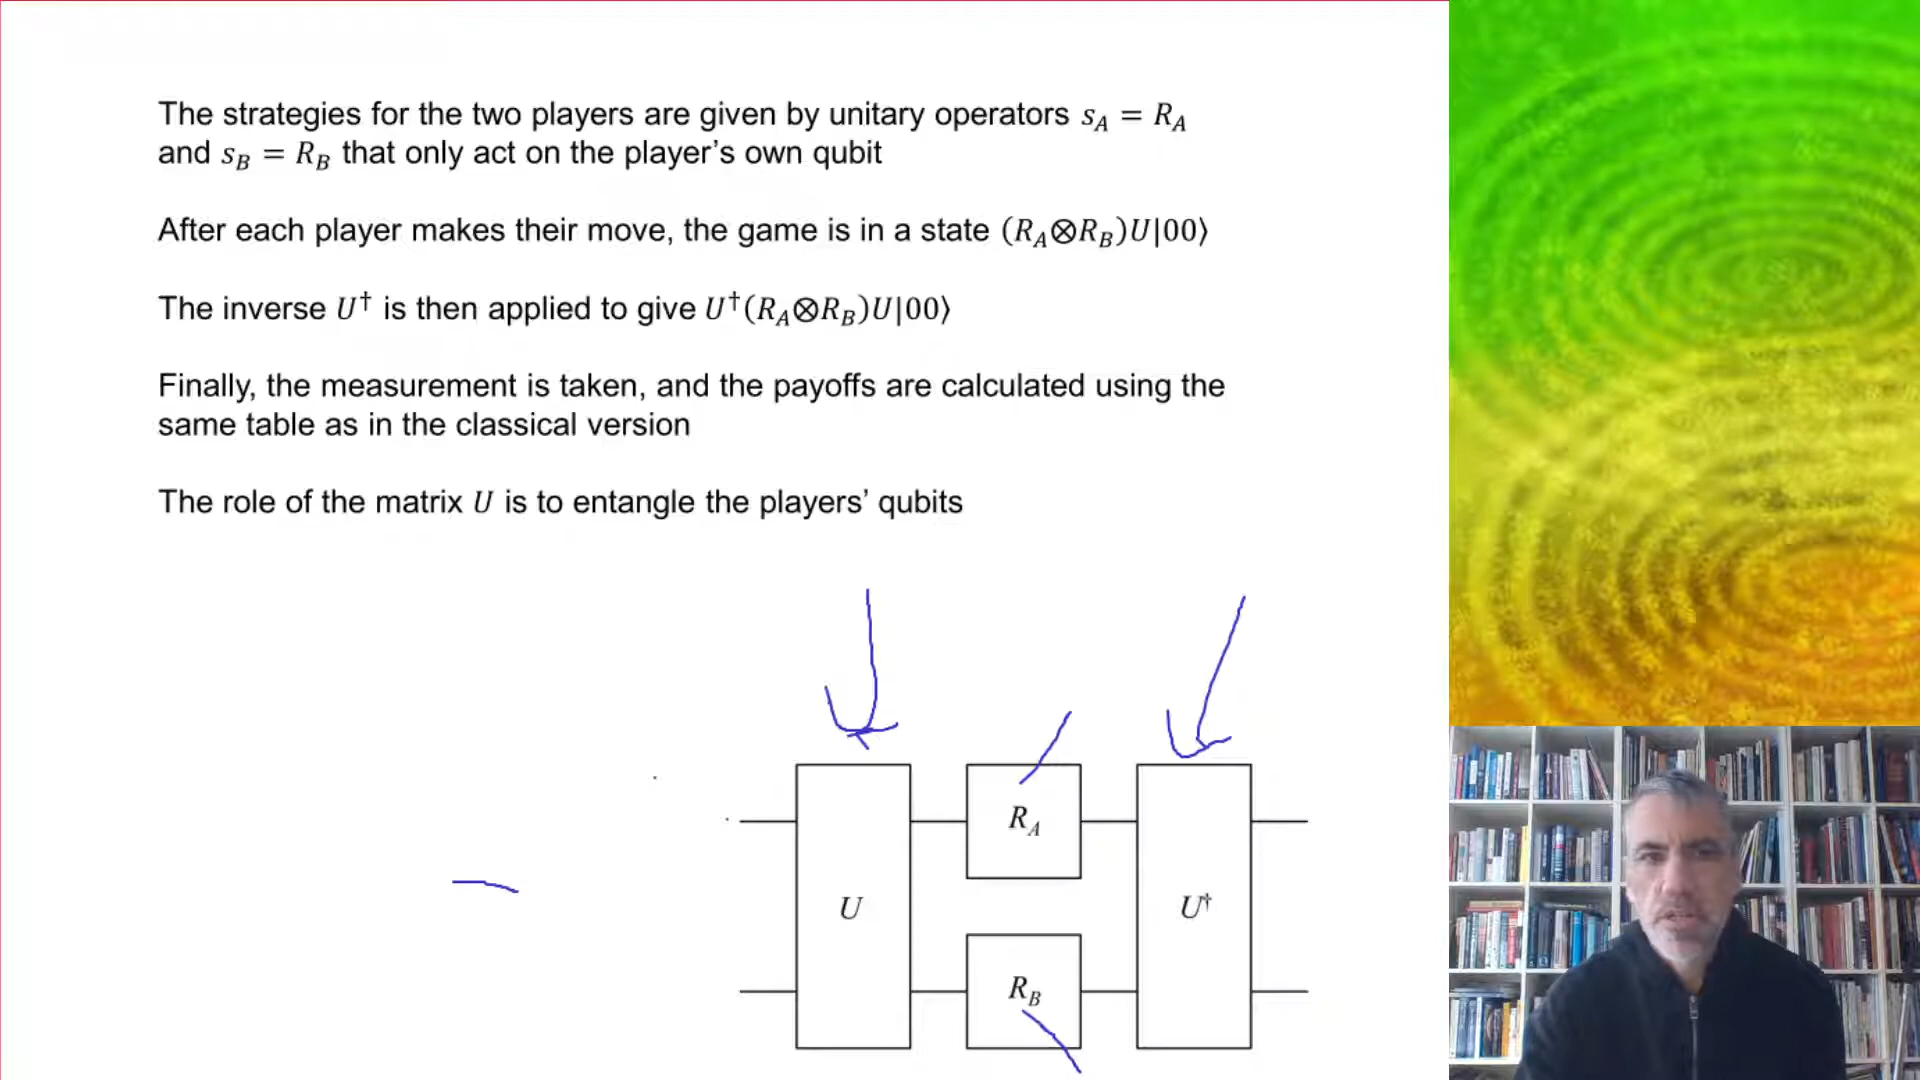 The strategies for the two players are given by unitary operators s_A = R_A
and s_B = R_B that only act on the player's own qubit
After each player makes their move, the game is in a state (R_A⊗R_B)U|00⟩
The inverse U† is then applied to give U†(R_A⊗R_B)U|00⟩
Finally, the measurement is taken, and the payoffs are calculated using the
same table as in the classical version
The role of the matrix U is to entangle the players' qubits
R_A
U
U†
R_B